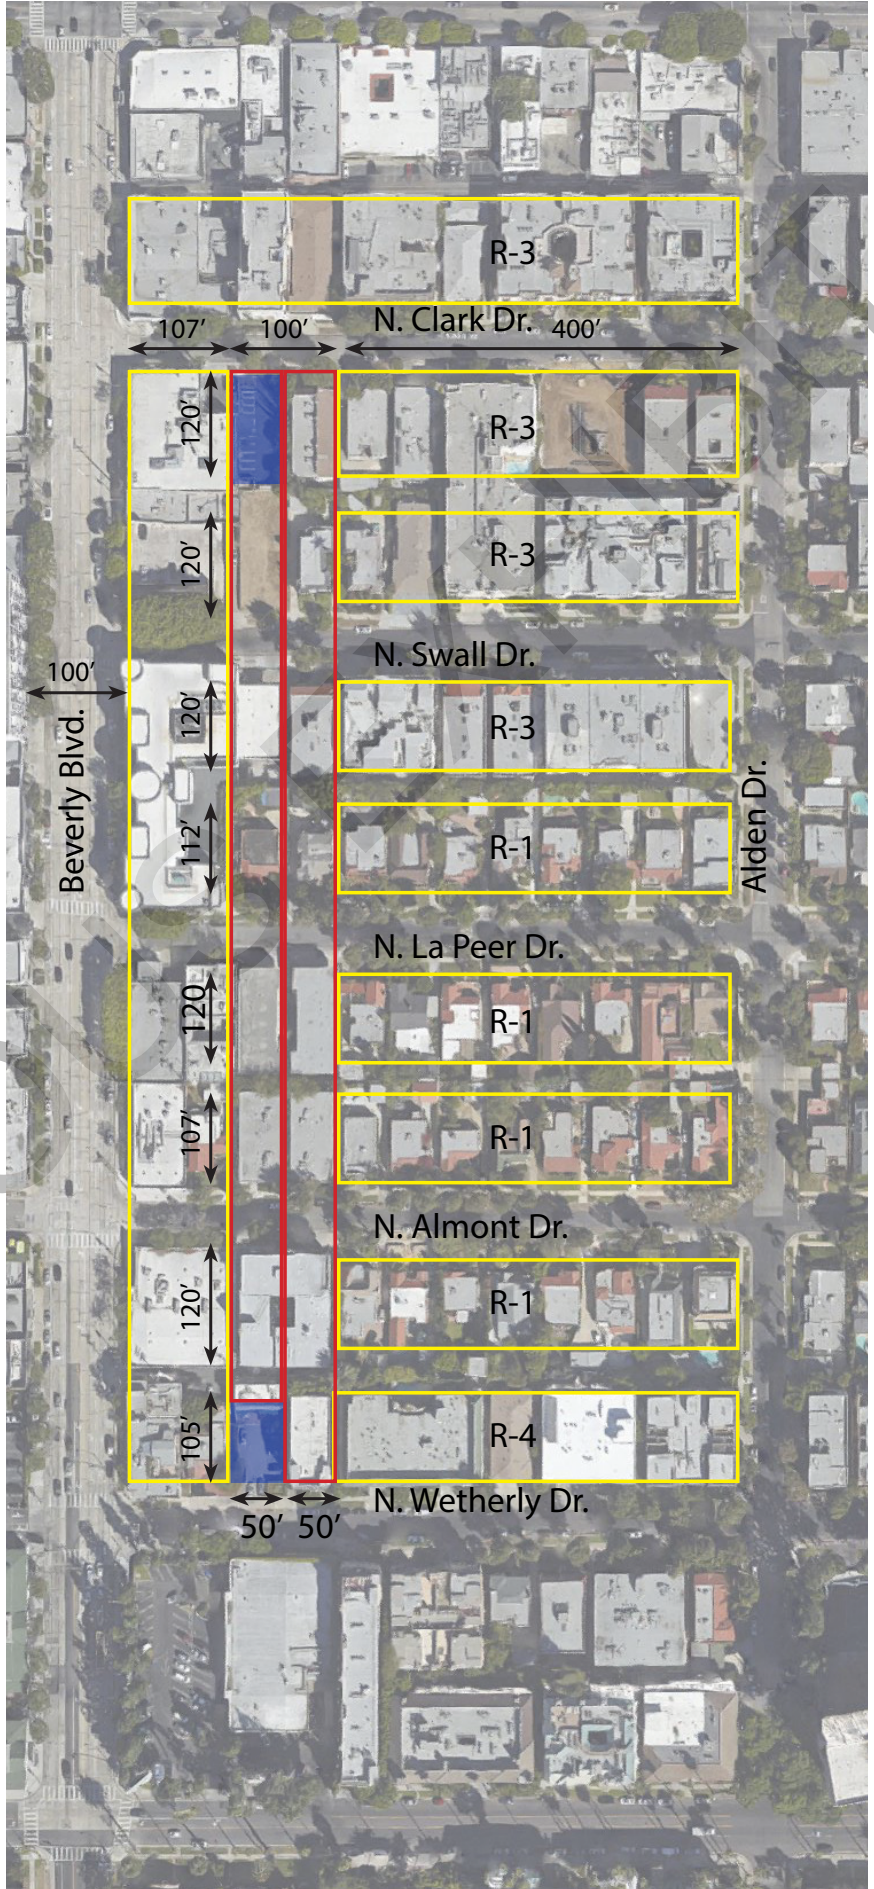 R-3
N. Clark Dr.
107’
100’
400’
120’
R-3
120’
R-3
N. Swall Dr.
100’
120’
R-3
Beverly Blvd.
112’
R-1
Alden Dr.
N. La Peer Dr.
120
R-1
107’
R-1
N. Almont Dr.
120’
R-1
105’
R-4
N. Wetherly Dr.
50’
50’